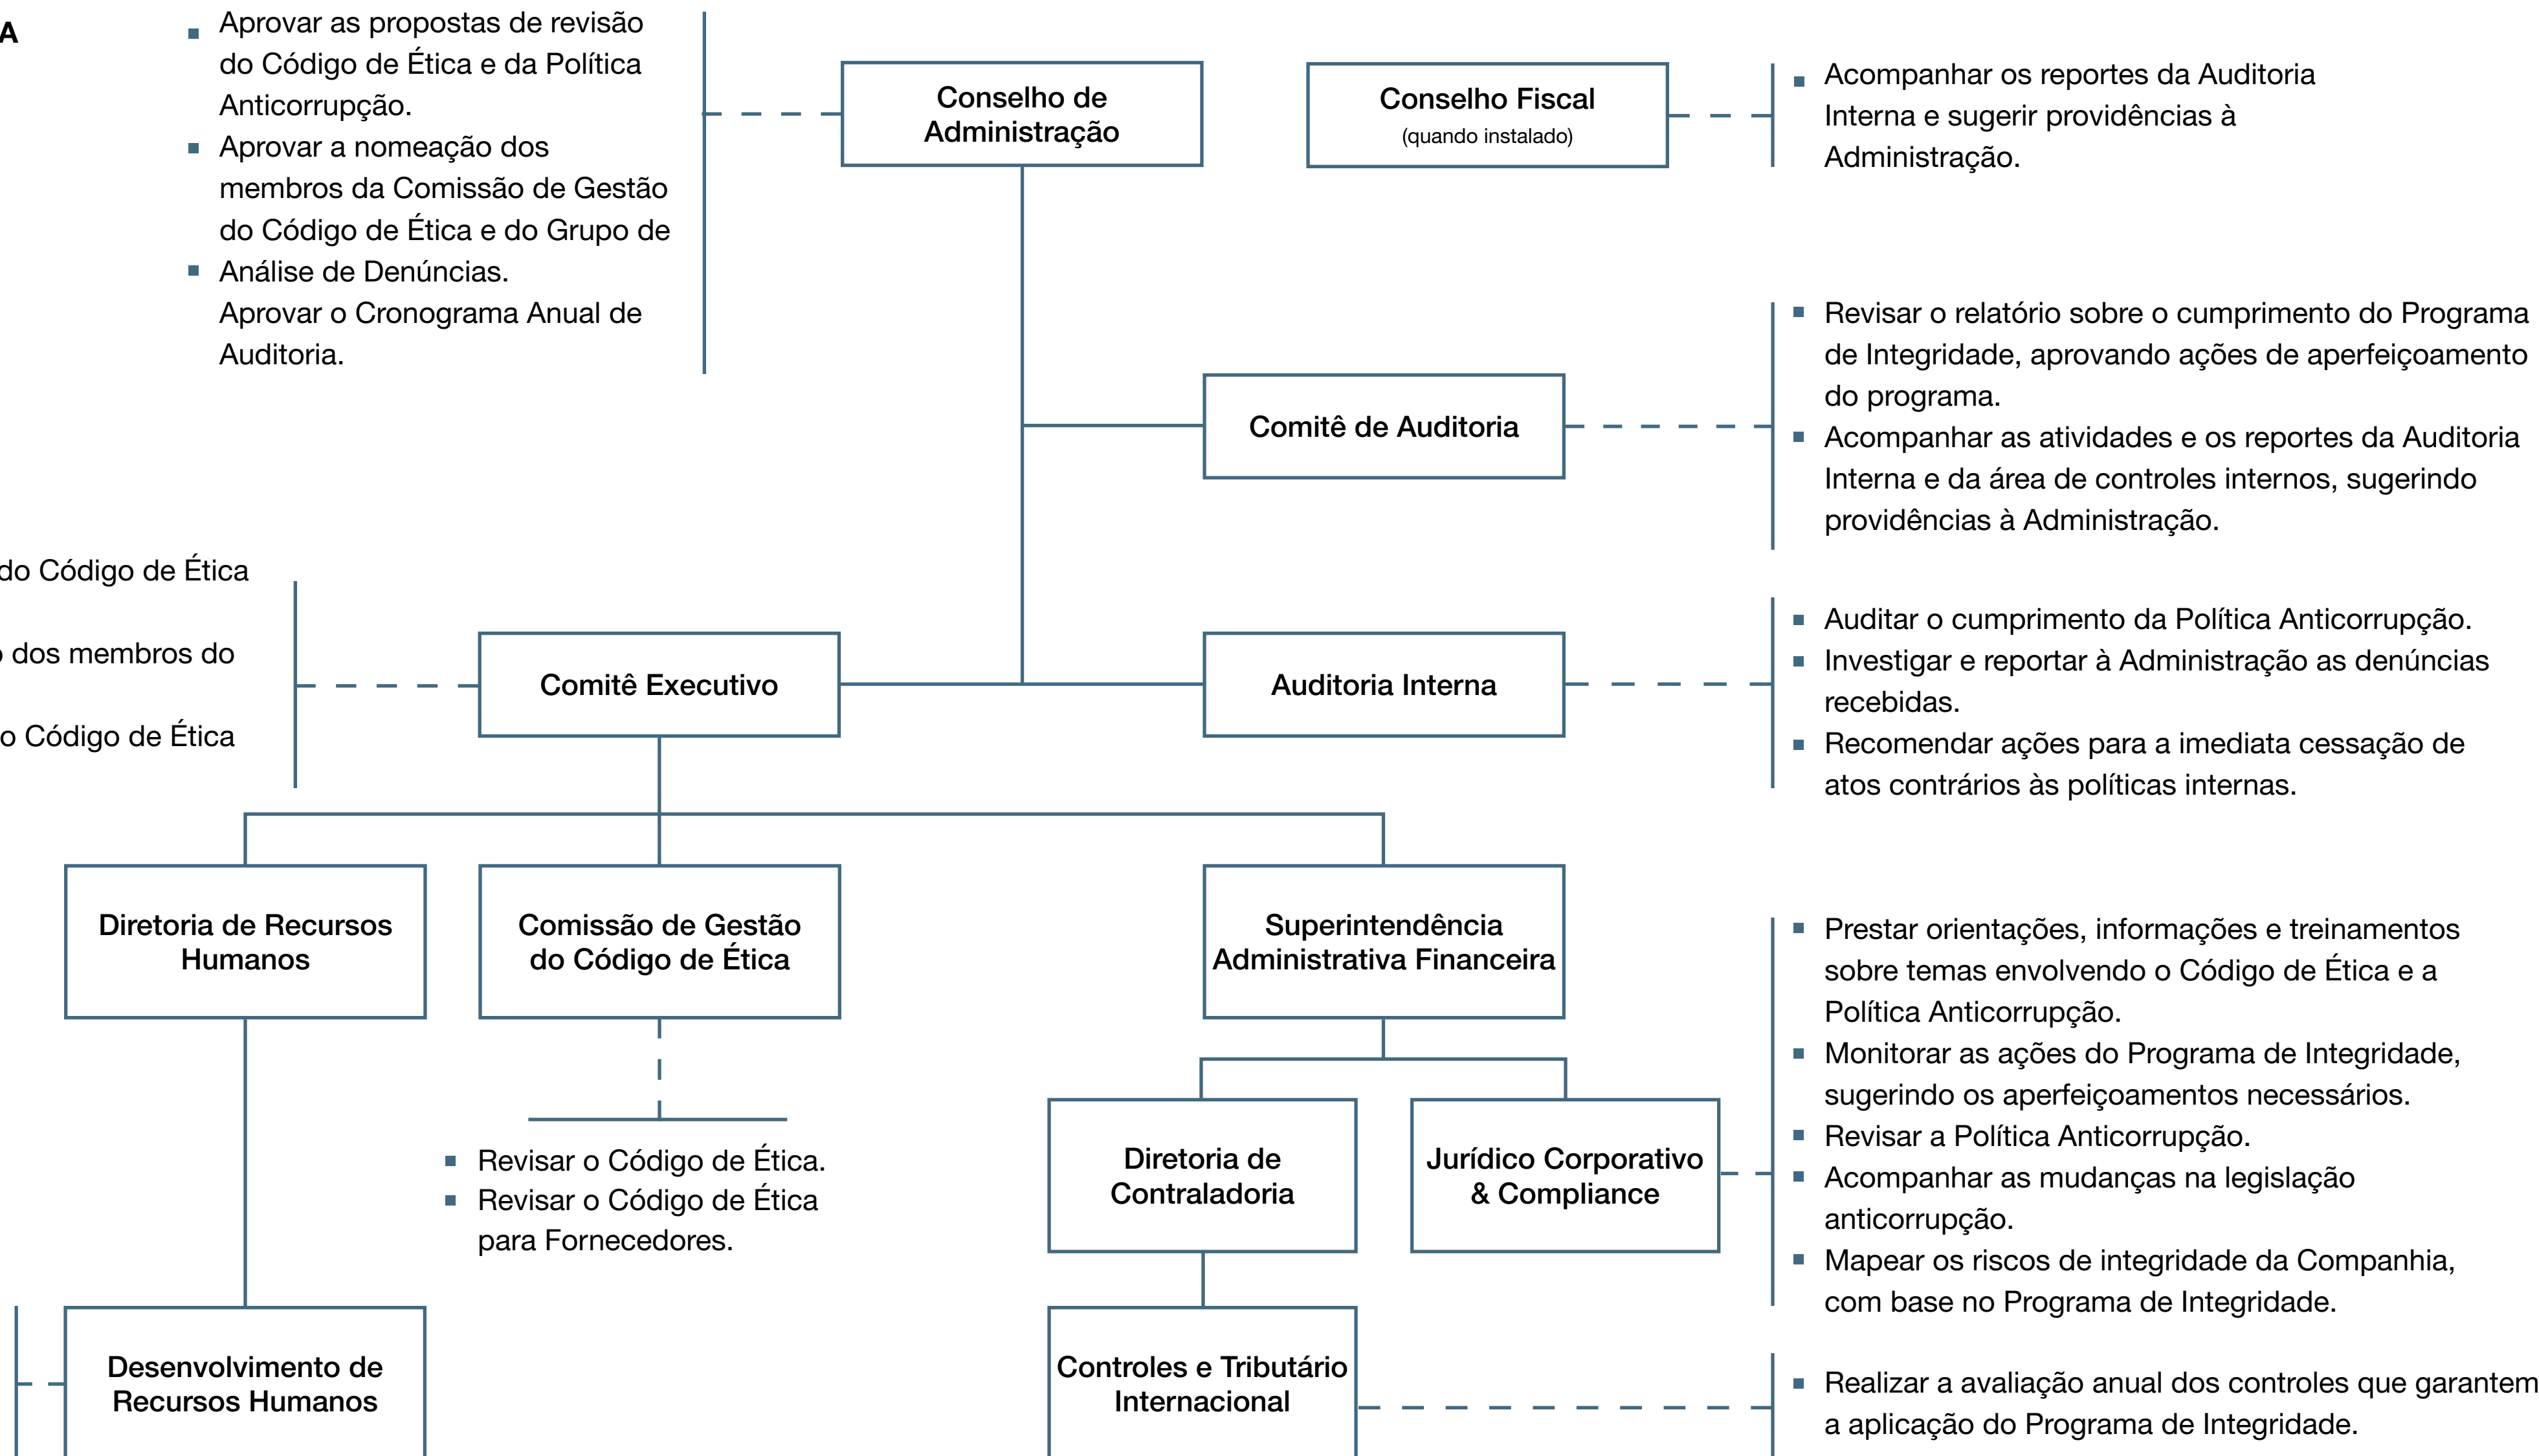 A
Aprovar as propostas de revisão
do Código de Ética e da Política
Anticorrupção.
Aprovar a nomeação dos
membros da Comissão de Gestão
do Código de Ética e do Grupo de
Análise de Denúncias.
Aprovar o Cronograma Anual de
Auditoria.
Conselho de
Administração
Conselho Fiscal
(quando instalado)
Acompanhar os reportes da Auditoria
Interna e sugerir providências à
Administração.
Comitê de Auditoria
Revisar o relatório sobre o cumprimento do Programa
de Integridade, aprovando ações de aperfeiçoamento
do programa.
Acompanhar as atividades e os reportes da Auditoria
Interna e da área de controles internos, sugerindo
providências à Administração.
do Código de Ética
dos membros do
o Código de Ética
Comitê Executivo
Auditoria Interna
Auditar o cumprimento da Política Anticorrupção.
Investigar e reportar à Administração as denúncias
recebidas.
Recomendar ações para a imediata cessação de
atos contrários às políticas internas.
Diretoria de Recursos
Humanos
Comissão de Gestão
do Código de Ética
Superintendência
Administrativa Financeira
Revisar o Código de Ética.
Revisar o Código de Ética
para Fornecedores.
Diretoria de
Contraladoria
Jurídico Corporativo
& Compliance
Prestar orientações, informações e treinamentos
sobre temas envolvendo o Código de Ética e a
Política Anticorrupção.
Monitorar as ações do Programa de Integridade,
sugerindo os aperfeiçoamentos necessários.
Revisar a Política Anticorrupção.
Acompanhar as mudanças na legislação
anticorrupção.
Mapear os riscos de integridade da Companhia,
com base no Programa de Integridade.
Desenvolvimento de
Recursos Humanos
Controles e Tributário
Internacional
Realizar a avaliação anual dos controles que garantem
a aplicação do Programa de Integridade.